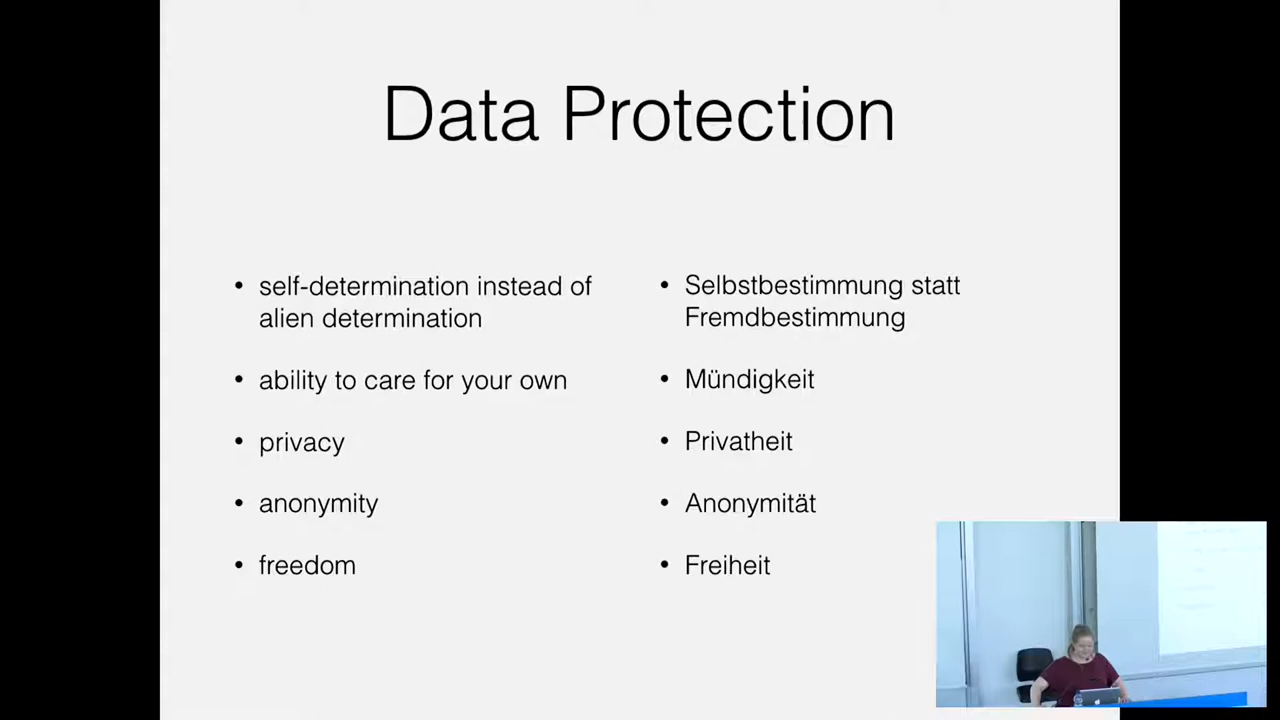 Data Protection
• self-determination instead of
alien determination
• ability to care for your own
• privacy
• anonymity
• freedom
• Selbstbestimmung statt
Fremdbestimmung
• Mündigkeit
• Privatheit
• Anonymität
• Freiheit